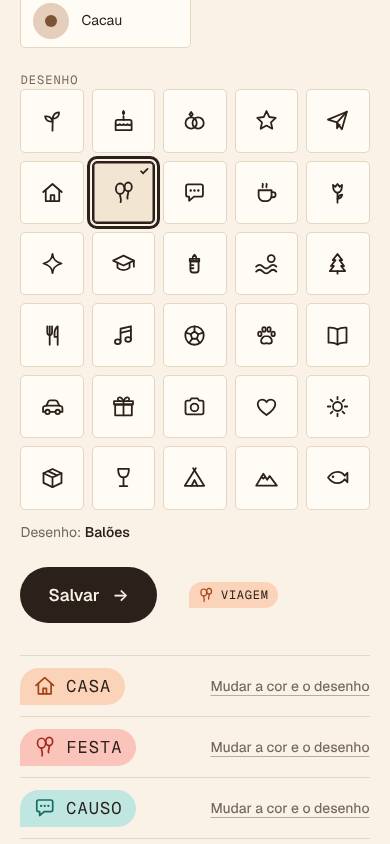 Cacau
DESENHO
Desenho: Balões
Salvar →
VIAGEM
CASA
Mudar a cor e o desenho
FESTA
Mudar a cor e o desenho
CAUSO
Mudar a cor e o desenho